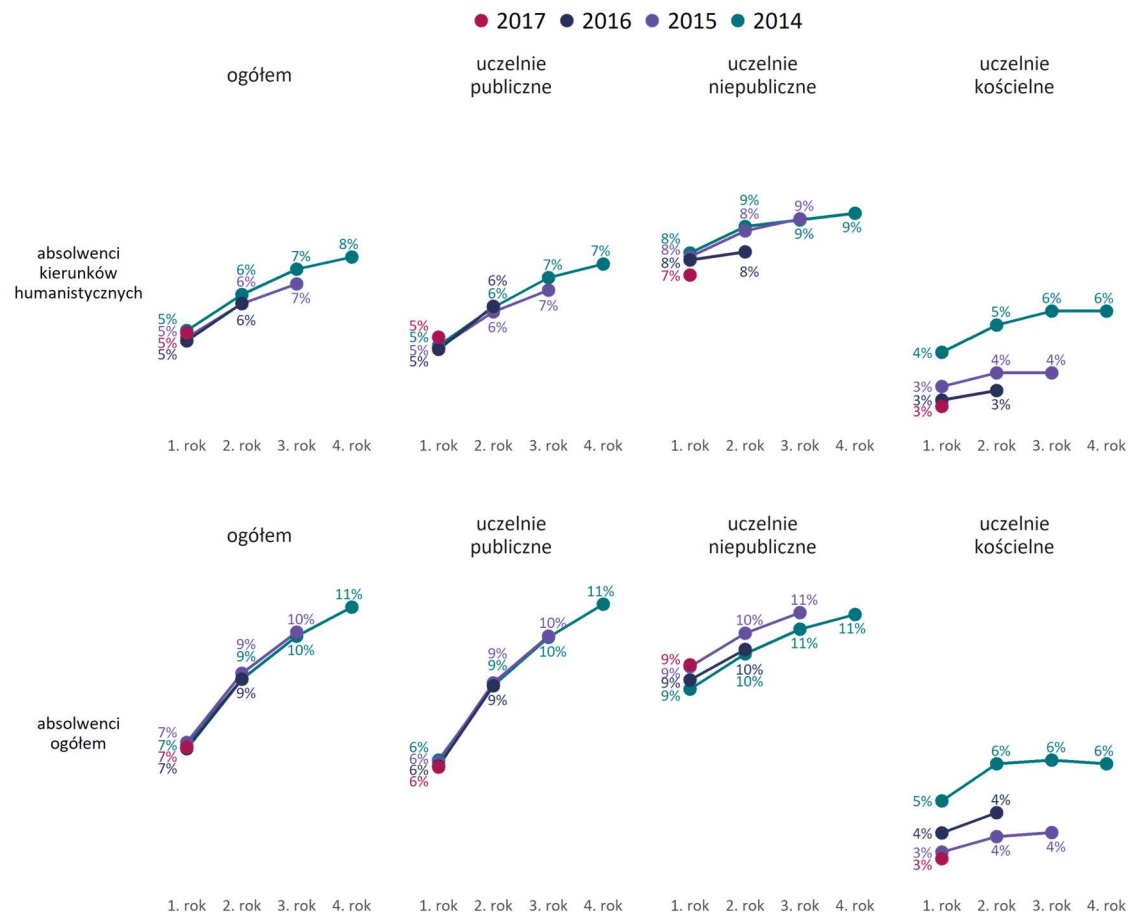 2017 2016 2015 2014
ogółem
uczelnie
publiczne
uczelnie
niepubliczne
uczelnie
kościelne
absolwenci
kierunków
humanistycznych
5%
5%
5%
5%
6%
6%
6%
7%
7%
8%
5%
5%
5%
5%
6%
6%
6%
7%
7%
7%
8%
8%
8%
7%
9%
8%
8%
9%
9%
9%
4%
3%
3%
3%
5%
4%
3%
6%
4%
6%
1. rok 2. rok 3. rok 4. rok
1. rok 2. rok 3. rok 4. rok
1. rok 2. rok 3. rok 4. rok
1. rok 2. rok 3. rok 4. rok
ogółem
uczelnie
publiczne
uczelnie
niepubliczne
uczelnie
kościelne
absolwenci
ogółem
7%
7%
7%
7%
9%
9%
9%
10%
10%
11%
6%
6%
6%
6%
9%
9%
9%
10%
10%
11%
9%
9%
9%
9%
10%
10%
10%
11%
11%
11%
5%
4%
3%
3%
6%
4%
4%
6%
4%
6%
1. rok 2. rok 3. rok 4. rok
1. rok 2. rok 3. rok 4. rok
1. rok 2. rok 3. rok 4. rok
1. rok 2. rok 3. rok 4. rok